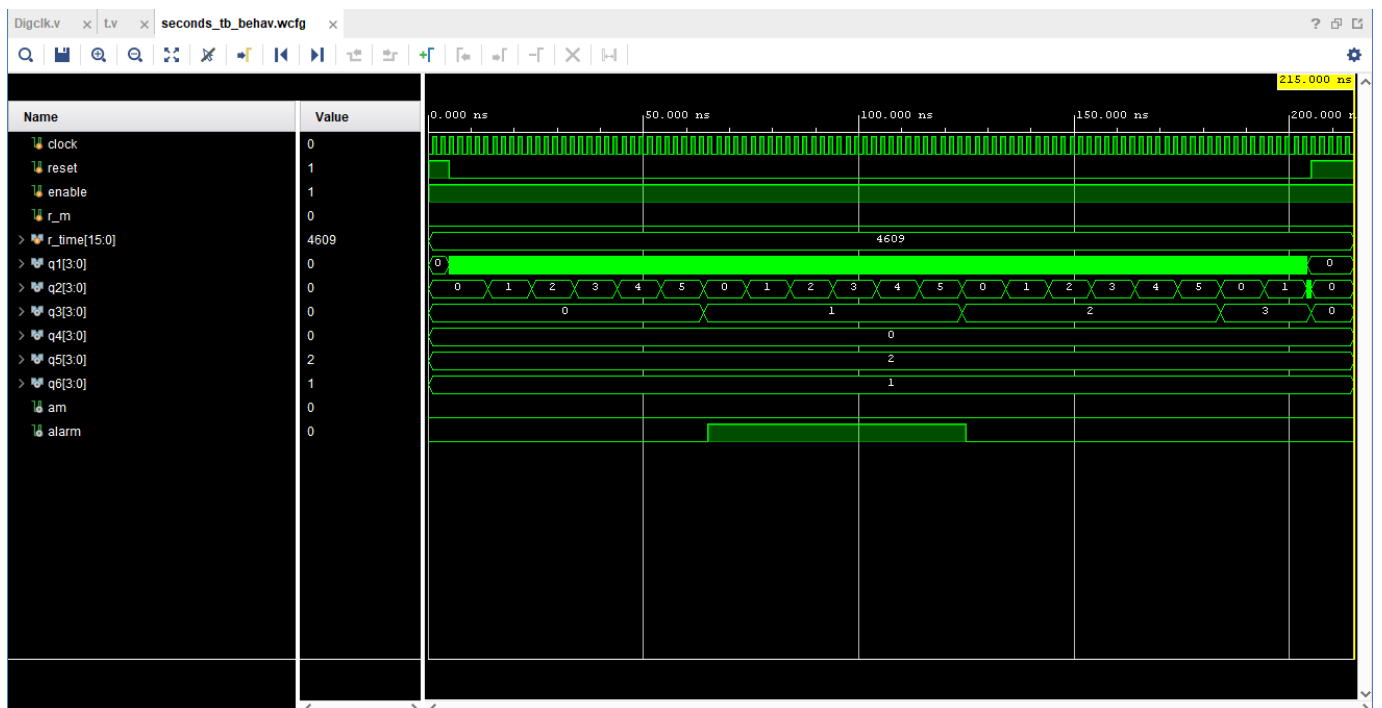 Digclk.v × t.v × seconds_tb_behav.wcfg × ?
215.000 ns
Name Value 0.000 ns 50.000 ns 100.000 ns 150.000 ns 200.000
clock 0
reset 1
enable 1
r_m 0
> r_time[15:0] 4609 4609
> q1[3:0] 0 0 0
> q2[3:0] 0 0 1 2 3 4 5 0 1 2 3 4 5 0 1 2 3 4 5 0 1 0
> q3[3:0] 0 0 1 2 3 0
> q4[3:0] 0 0
> q5[3:0] 2 2
> q6[3:0] 1 1
am 0
alarm 0